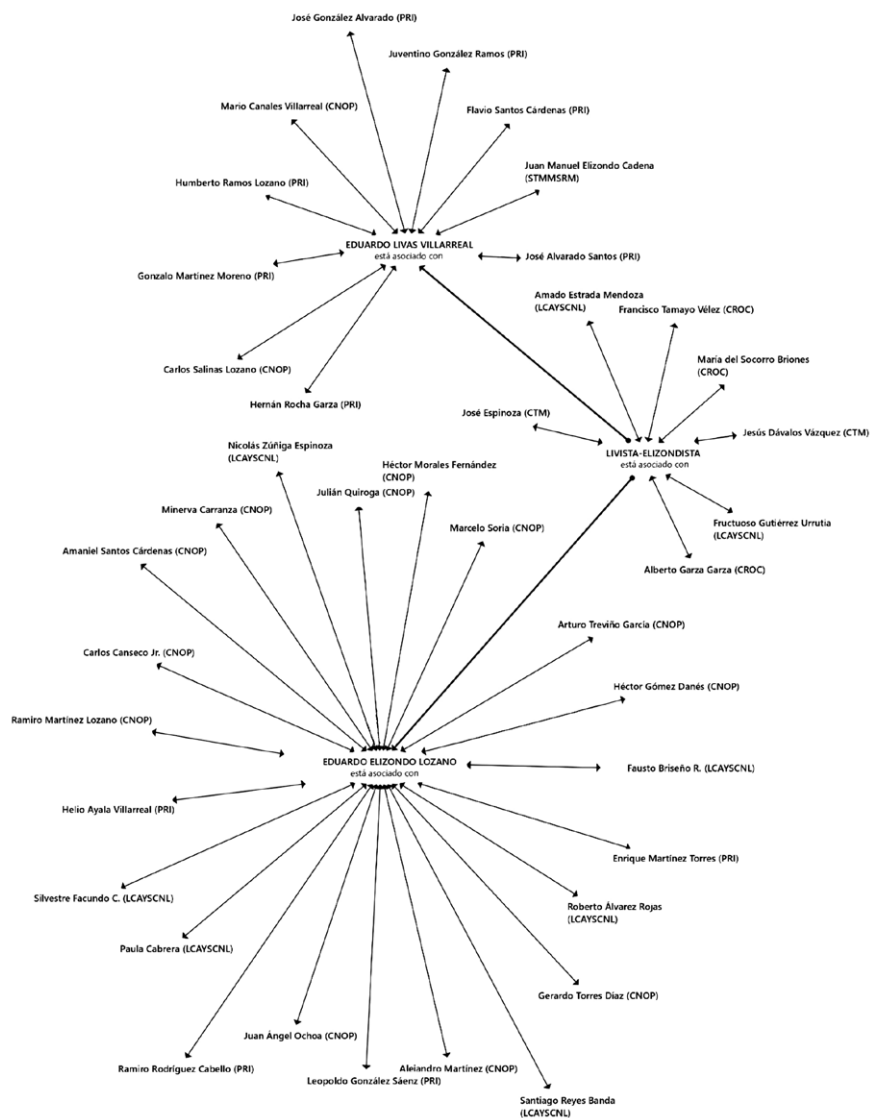 José González Alvarado (PRI)
Juventino González Ramos (PRI)
Mario Canales Villarreal (CNOP)
Flavio Santos Cárdenas (PRI)
Juan Manuel Elizondo Cadena
(STMMSRM)
Humberto Ramos Lozano (PRI)
EDUARDO LIVAS VILLARREAL
está asociado con
José Alvarado Santos (PRI)
Gonzalo Martínez Moreno (PRI)
Amado Estrada Mendoza
(LCAYSCNL)
Francisco Tamayo Vélez (CROC)
María del Socorro Briones
(CROC)
Carlos Salinas Lozano (CNOP)
Hernán Rocha Garza (PRI)
José Espinoza (CTM)
Jesús Dávalos Vázquez (CTM)
LIVISTA-ELIZONDISTA
está asociado con
Nicolás Zúñiga Espinoza
(LCAYSCNL)
Héctor Morales Fernández
(CNOP)
Julián Quiroga (CNOP)
Minerva Carranza (CNOP)
Marcelo Soria (CNOP)
Fructuoso Gutiérrez Urrutia
(LCAYSCNL)
Amaniel Santos Cárdenas (CNOP)
Alberto Garza Garza (CROC)
Arturo Treviño García (CNOP)
Carlos Canseco Jr. (CNOP)
Héctor Gómez Danés (CNOP)
Ramiro Martínez Lozano (CNOP)
EDUARDO ELIZONDO LOZANO
está asociado con
Fausto Briseño R. (LCAYSCNL)
Helio Ayala Villarreal (PRI)
Enrique Martínez Torres (PRI)
Silvestre Facundo C. (LCAYSCNL)
Roberto Álvarez Rojas
(LCAYSCNL)
Paula Cabrera (LCAYSCNL)
Gerardo Torres Díaz (CNOP)
Juan Ángel Ochoa (CNOP)
Ramiro Rodríguez Cabello (PRI)
Alejandro Martínez (CNOP)
Leopoldo González Sáenz (PRI)
Santiago Reyes Banda
(LCAYSCNL)